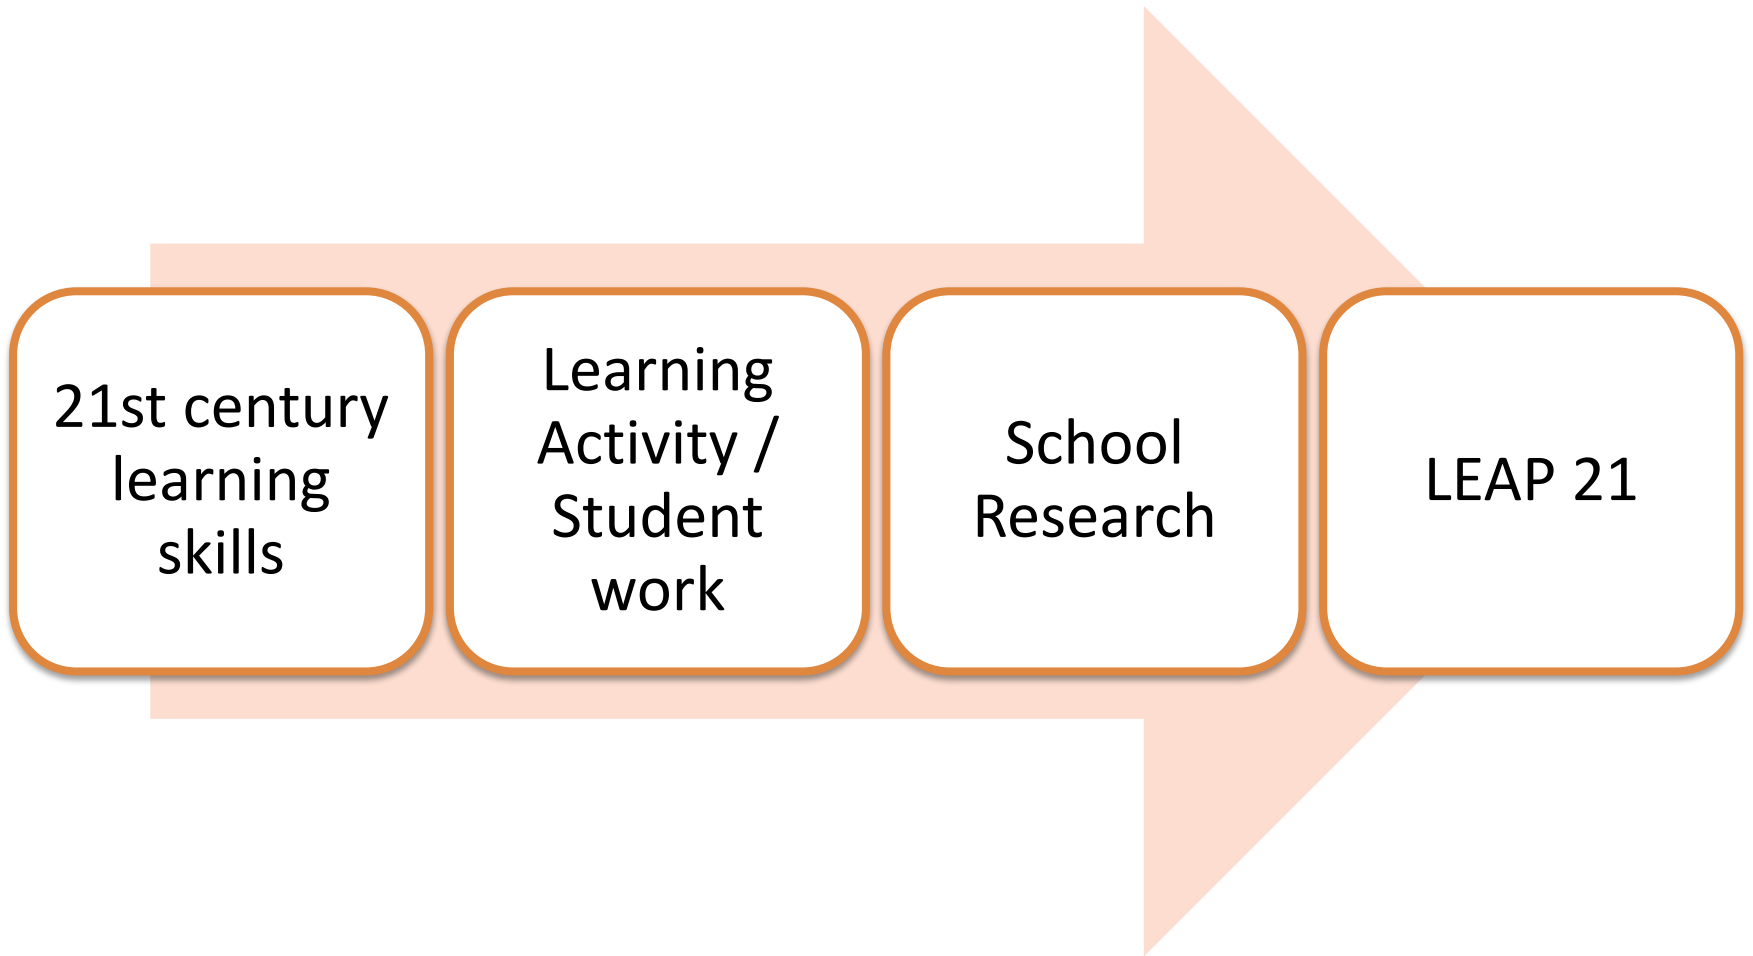 21st century
learning
skills
Learning
Activity /
Student
work
School
Research
LEAP 21